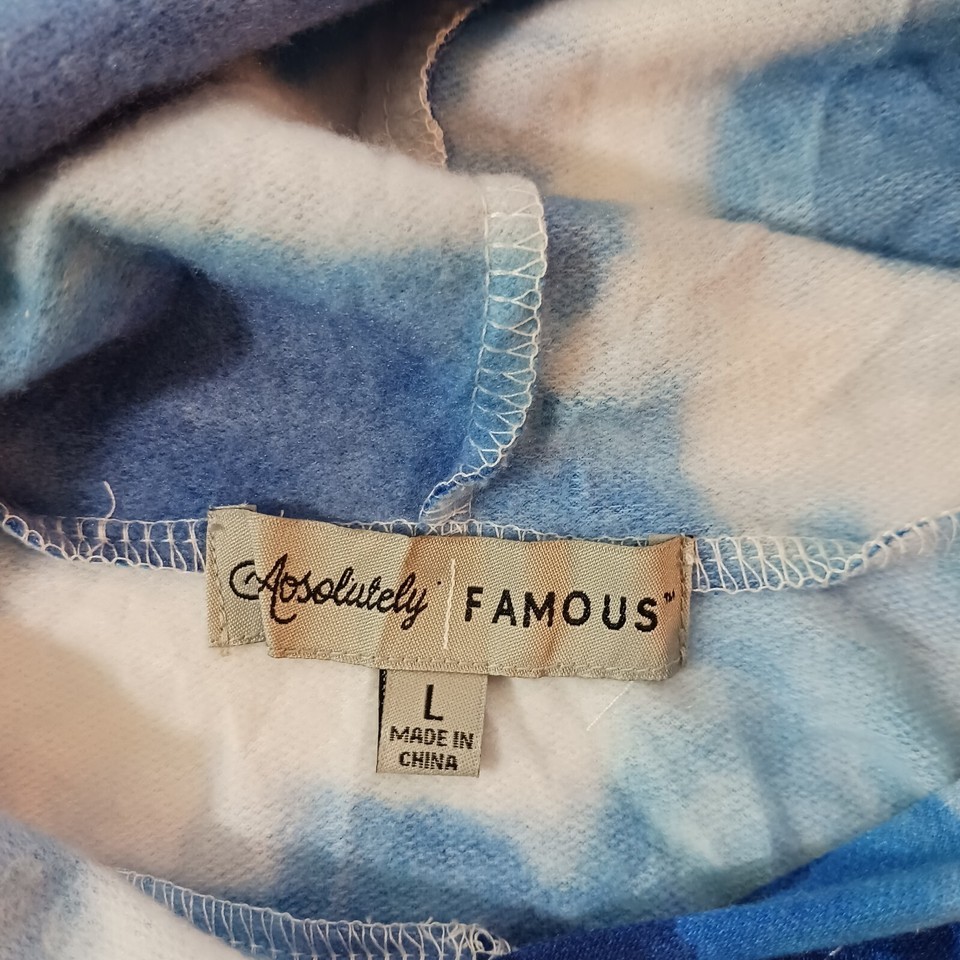 Absolutely | FAMOUS™
L
MADE IN
CHINA